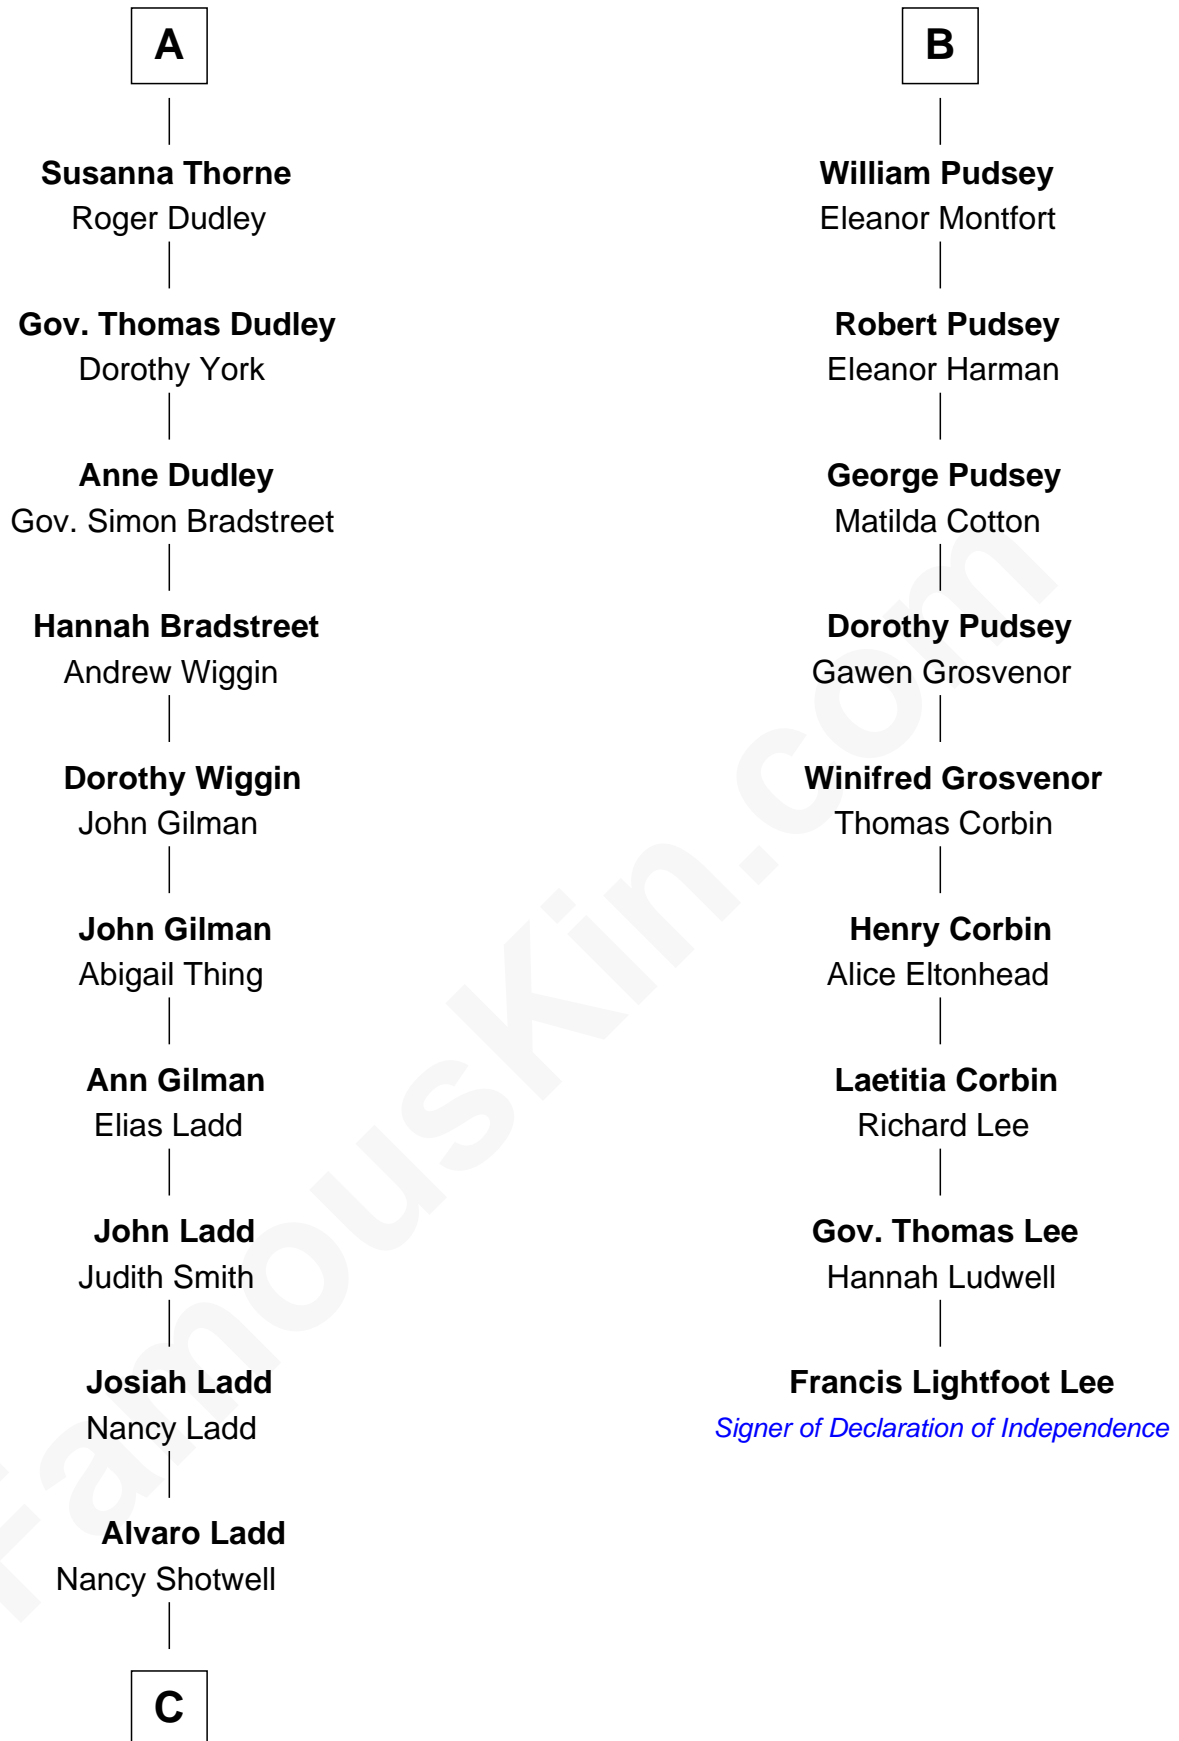 A
Susanna Thorne
Roger Dudley
Gov. Thomas Dudley
Dorothy York
Anne Dudley
Gov. Simon Bradstreet
Hannah Bradstreet
Andrew Wiggin
Dorothy Wiggin
John Gilman
John Gilman
Abigail Thing
Ann Gilman
Elias Ladd
John Ladd
Judith Smith
Josiah Ladd
Nancy Ladd
Alvaro Ladd
Nancy Shotwell
C
B
William Pudsey
Eleanor Montfort
Robert Pudsey
Eleanor Harman
George Pudsey
Matilda Cotton
Dorothy Pudsey
Gawen Grosvenor
Winifred Grosvenor
Thomas Corbin
Henry Corbin
Alice Eltonhead
Laetitia Corbin
Richard Lee
Gov. Thomas Lee
Hannah Ludwell
Francis Lightfoot Lee
Signer of Declaration of Independence
FamousKin.com